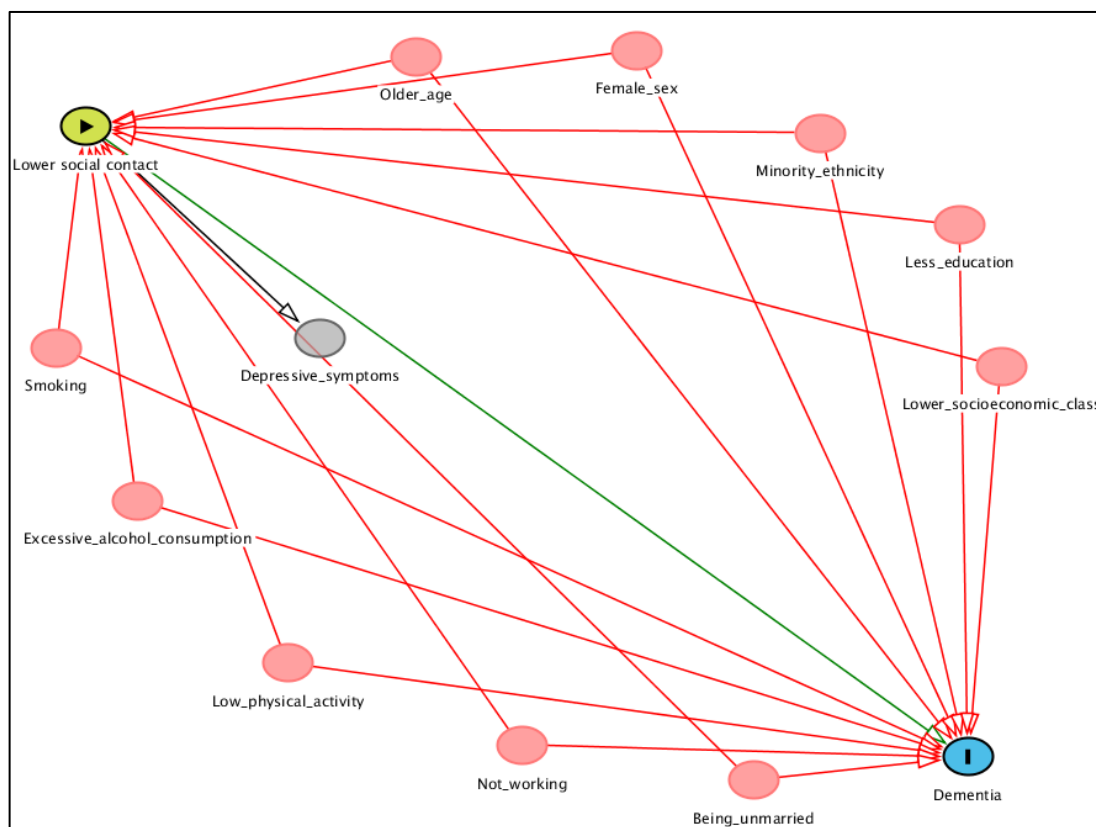 Older_age
Female_sex
Lower social contact
Minority_ethnicity
Less_education
Depressive_symptoms
Smoking
Lower_socioeconomic_class
Excessive_alcohol_consumption
Low_physical_activity
Not_working
Being_unmarried
Dementia